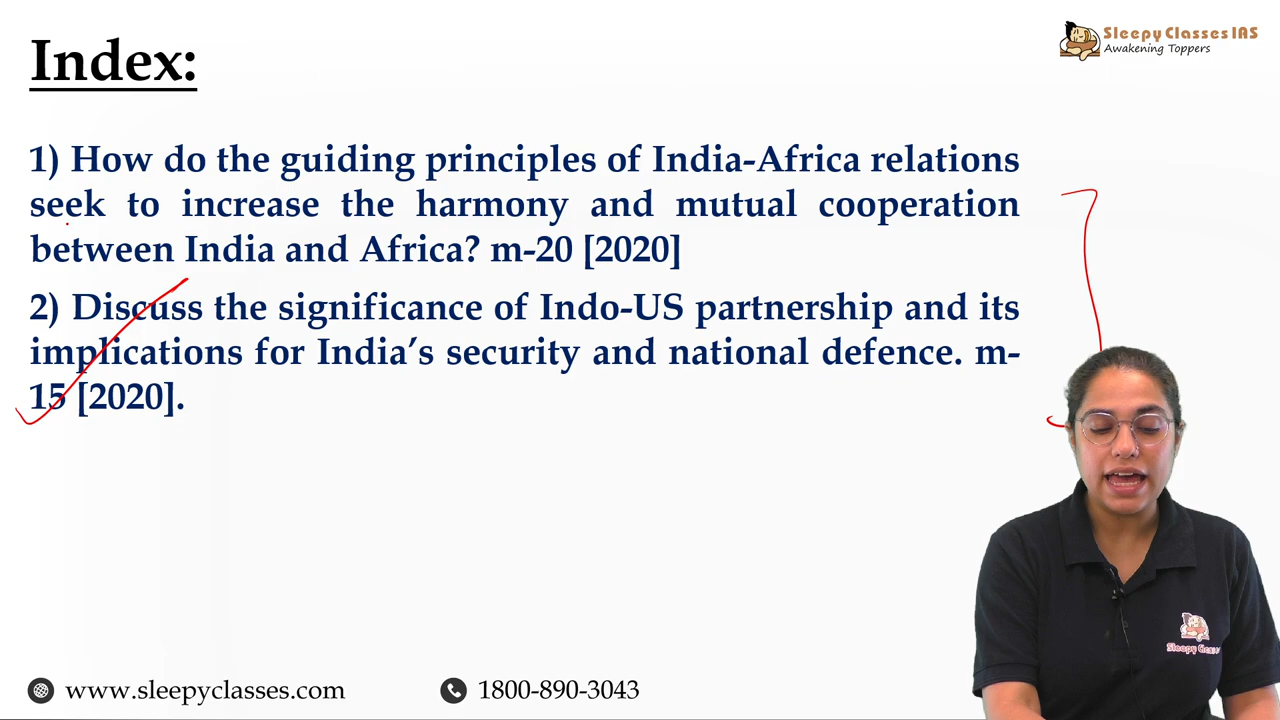 Index:
Sleepy Classes IAS
Awakening Toppers
1) How do the guiding principles of India-Africa relations
seek to increase the harmony and mutual cooperation
between India and Africa? m-20 [2020]
2) Discuss the significance of Indo-US partnership and its
implications for India’s security and national defence. m-
15 [2020].
Sleepy Classes
www.sleepyclasses.com
1800-890-3043